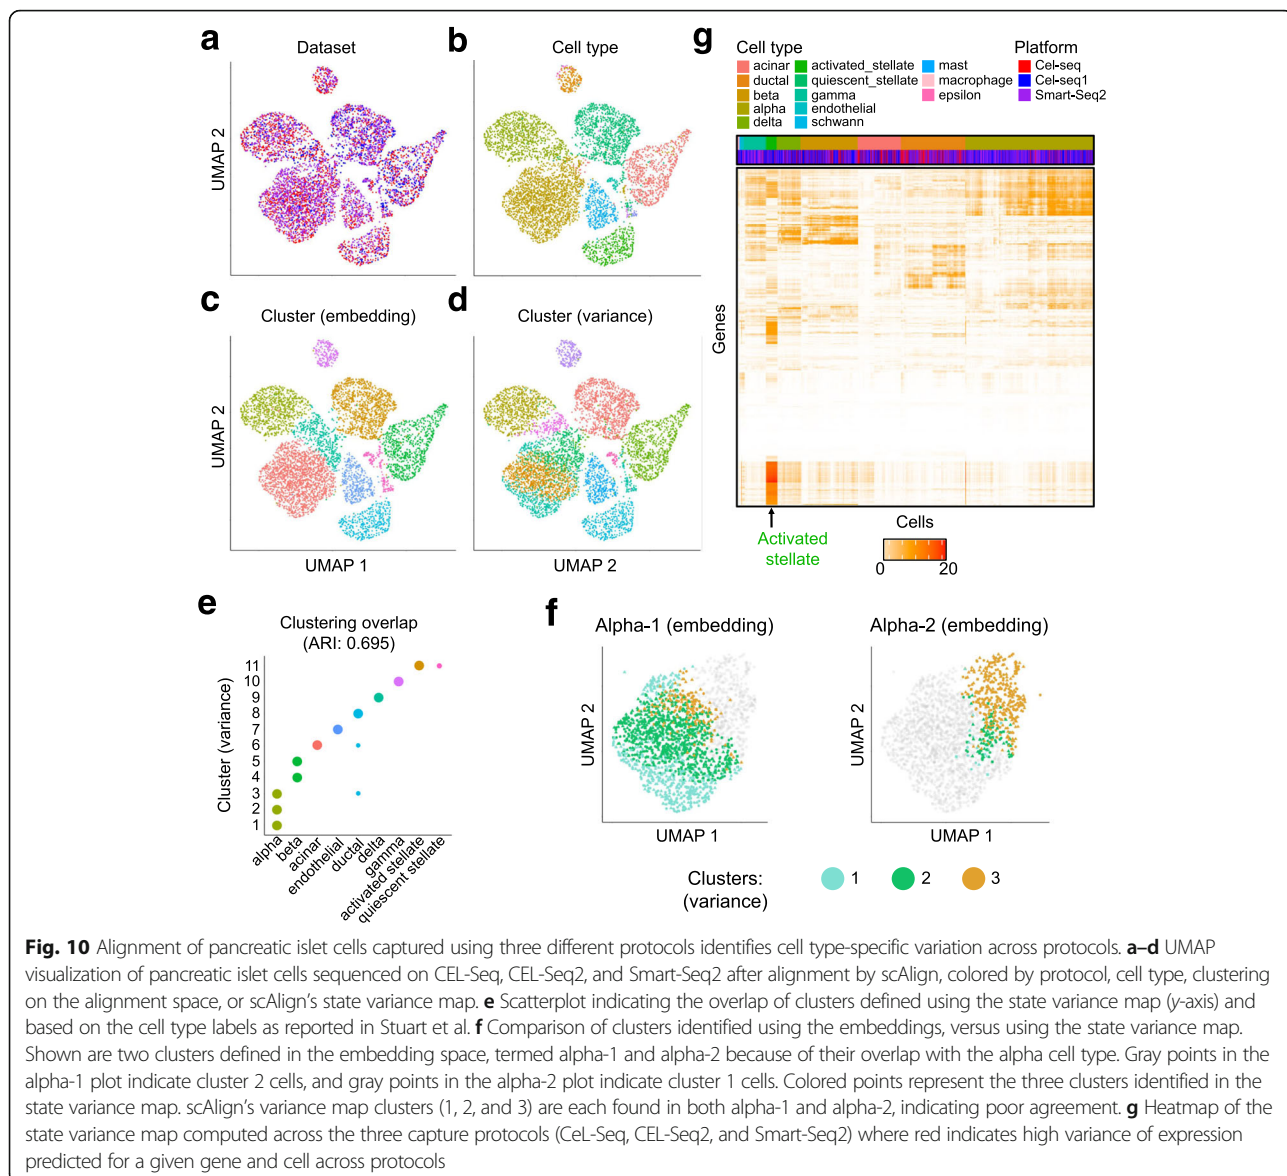 a
Dataset
UMAP 2
b
Cell type
g
Cell type
acinar
ductal
beta
alpha
delta
activated_stellate
quiescent_stellate
gamma
endothelial
schwann
mast
macrophage
epsilon
Platform
Cel-seq
Cel-seq1
Smart-Seq2
Genes
Activated
stellate
Cells
0 20
c
Cluster (embedding)
UMAP 2
UMAP 1
d
Cluster (variance)
UMAP 2
e
Clustering overlap
(ARI: 0.695)
Cluster (variance)
11
10
9
8
7
6
5
4
3
2
1
alpha
beta
acinar
endothelial
ductal
delta
gamma
activated stellate
quiescent stellate
f
Alpha-1 (embedding)
UMAP 2
UMAP 1
Alpha-2 (embedding)
UMAP 2
UMAP 1
Clusters:
(variance)
1 2 3
Fig. 10 Alignment of pancreatic islet cells captured using three different protocols identifies cell type-specific variation across protocols. a–d UMAP
visualization of pancreatic islet cells sequenced on CEL-Seq, CEL-Seq2, and Smart-Seq2 after alignment by scAlign, colored by protocol, cell type, clustering
on the alignment space, or scAlign's state variance map. e Scatterplot indicating the overlap of clusters defined using the state variance map (y-axis) and
based on the cell type labels as reported in Stuart et al. f Comparison of clusters identified using the embeddings, versus using the state variance map.
Shown are two clusters defined in the embedding space, termed alpha-1 and alpha-2 because of their overlap with the alpha cell type. Gray points in the
alpha-1 plot indicate cluster 2 cells, and gray points in the alpha-2 plot indicate cluster 1 cells. Colored points represent the three clusters identified in the
state variance map. scAlign's variance map clusters (1, 2, and 3) are each found in both alpha-1 and alpha-2, indicating poor agreement. g Heatmap of the
state variance map computed across the three capture protocols (CeL-Seq, CEL-Seq2, and Smart-Seq2) where red indicates high variance of expression
predicted for a given gene and cell across protocols